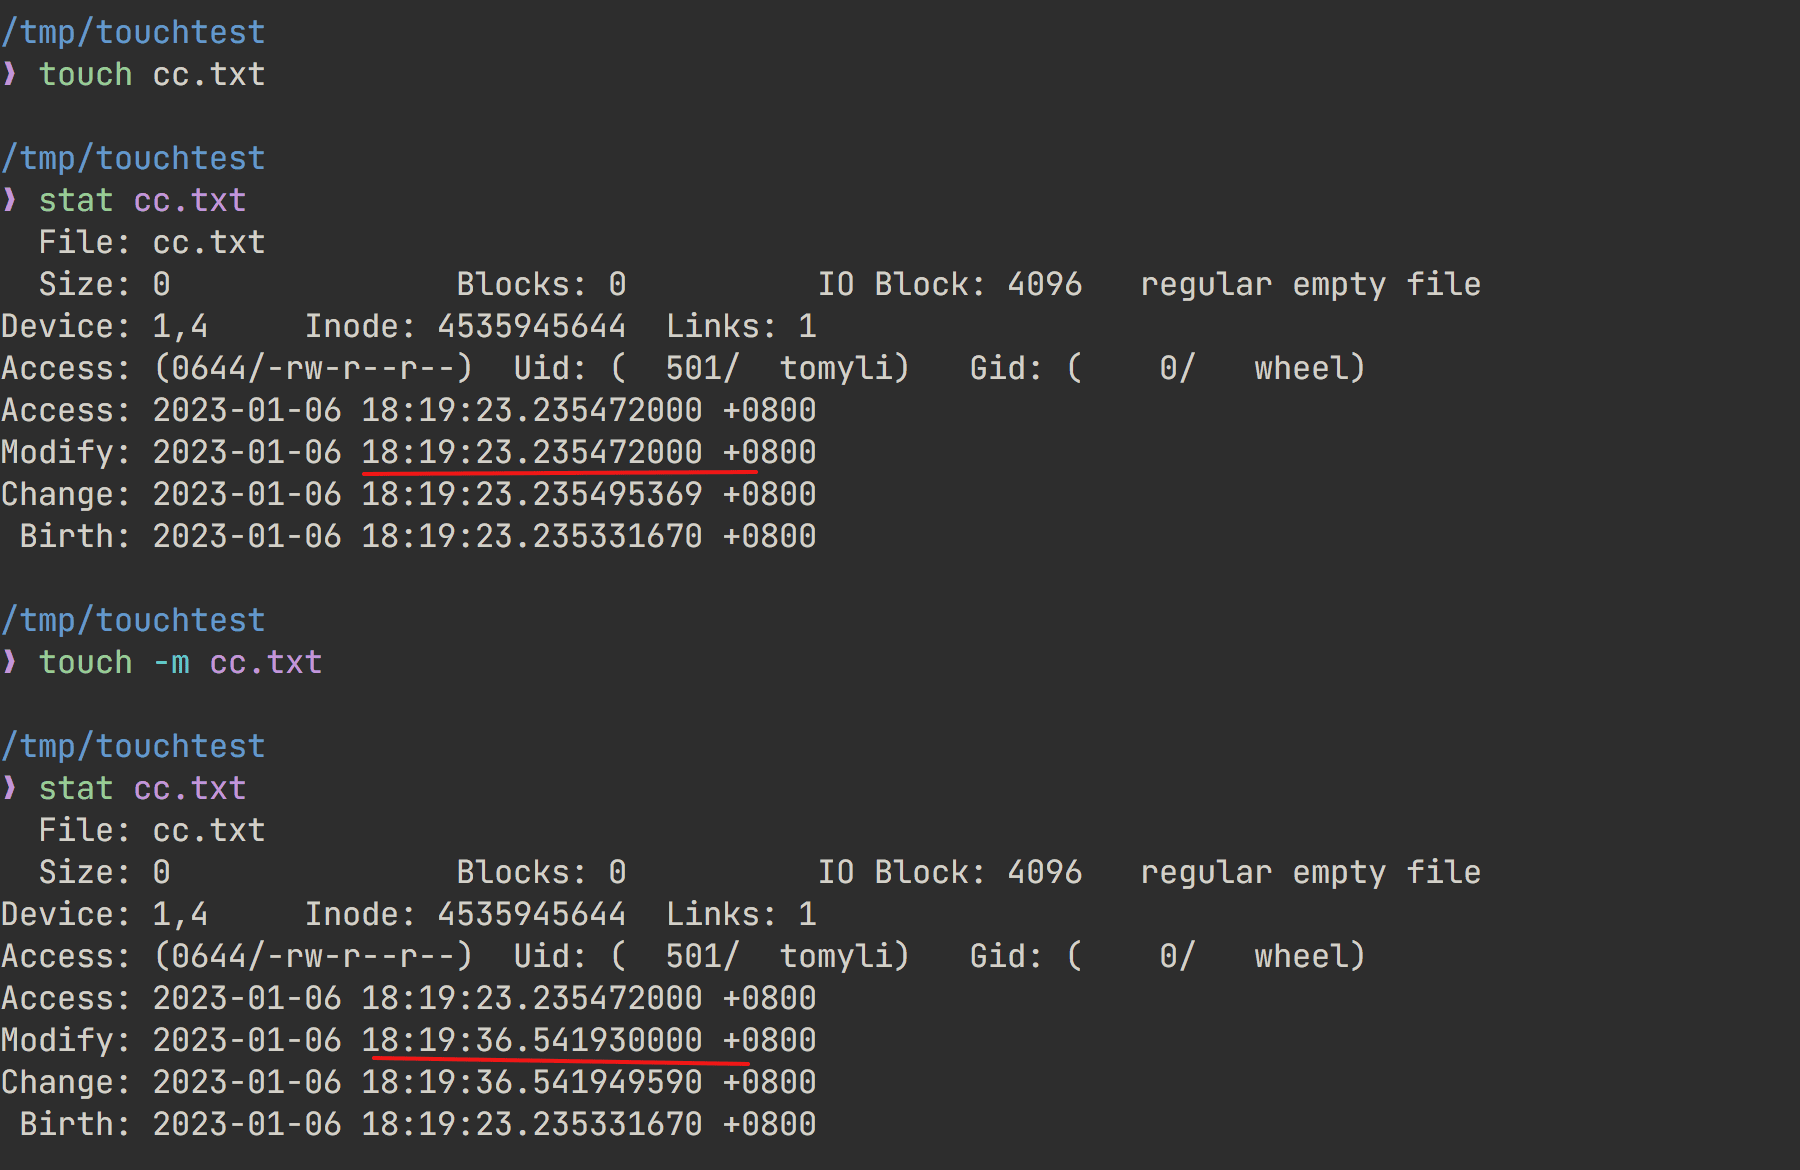 /tmp/touchtest
❯ touch cc.txt
/tmp/touchtest
❯ stat cc.txt
  File: cc.txt
  Size: 0               Blocks: 0          IO Block: 4096   regular empty file
Device: 1,4     Inode: 4535945644  Links: 1
Access: (0644/-rw-r--r--)  Uid: (  501/  tomyli)   Gid: (    0/   wheel)
Access: 2023-01-06 18:19:23.235472000 +0800
Modify: 2023-01-06 18:19:23.235472000 +0800
Change: 2023-01-06 18:19:23.235495369 +0800
 Birth: 2023-01-06 18:19:23.235331670 +0800
/tmp/touchtest
❯ touch -m cc.txt
/tmp/touchtest
❯ stat cc.txt
  File: cc.txt
  Size: 0               Blocks: 0          IO Block: 4096   regular empty file
Device: 1,4     Inode: 4535945644  Links: 1
Access: (0644/-rw-r--r--)  Uid: (  501/  tomyli)   Gid: (    0/   wheel)
Access: 2023-01-06 18:19:23.235472000 +0800
Modify: 2023-01-06 18:19:36.541930000 +0800
Change: 2023-01-06 18:19:36.541949590 +0800
 Birth: 2023-01-06 18:19:23.235331670 +0800